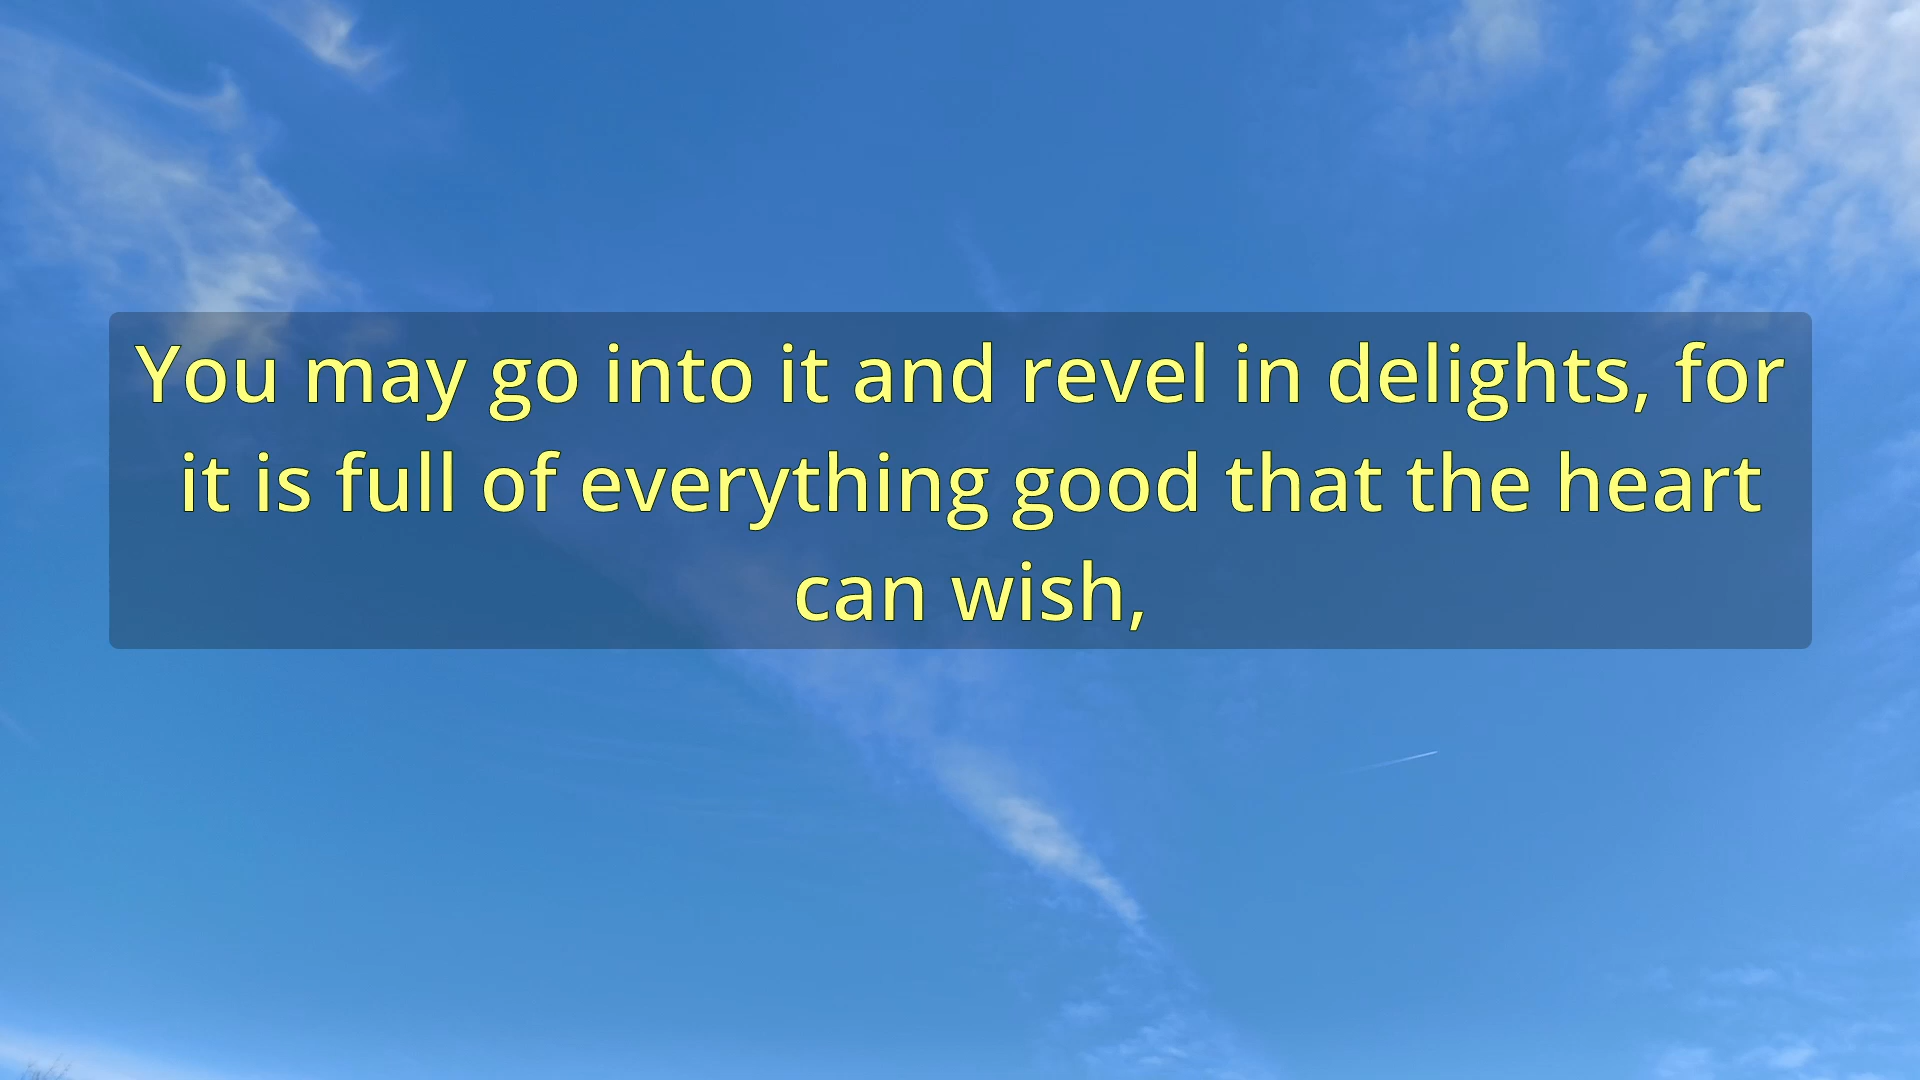 You may go into it and revel in delights, for
it is full of everything good that the heart
can wish,